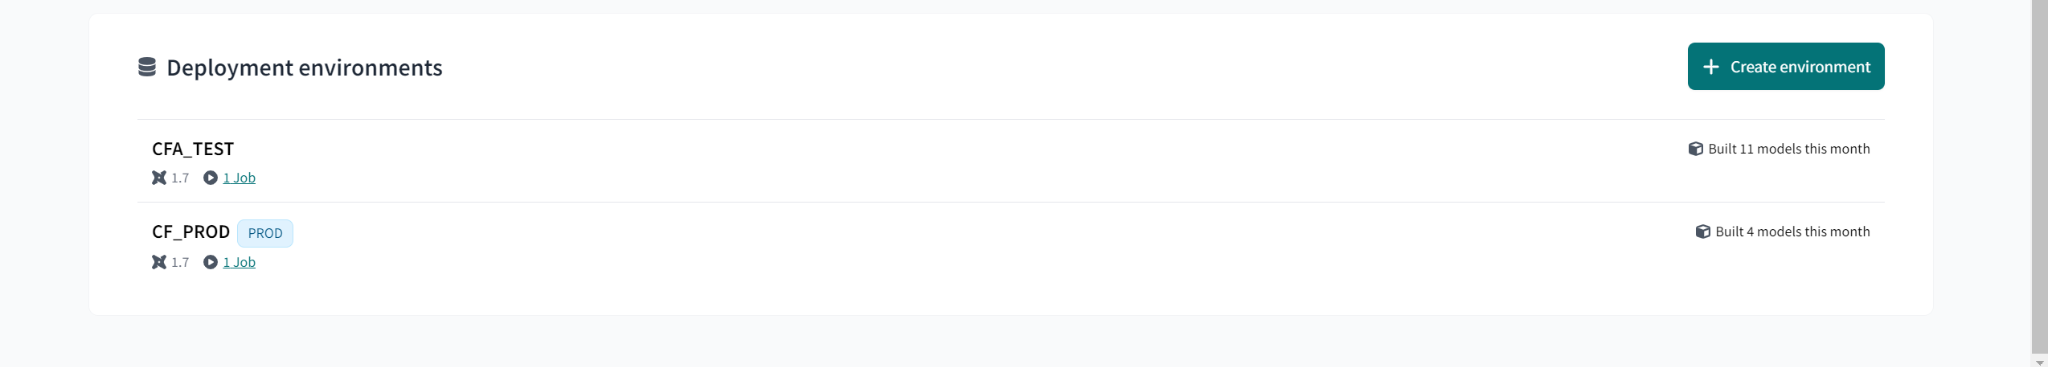 Deployment environments
Create environment
CFA_TEST
Built 11 models this month
1.7 1 Job
CF_PROD PROD
Built 4 models this month
1.7 1 Job